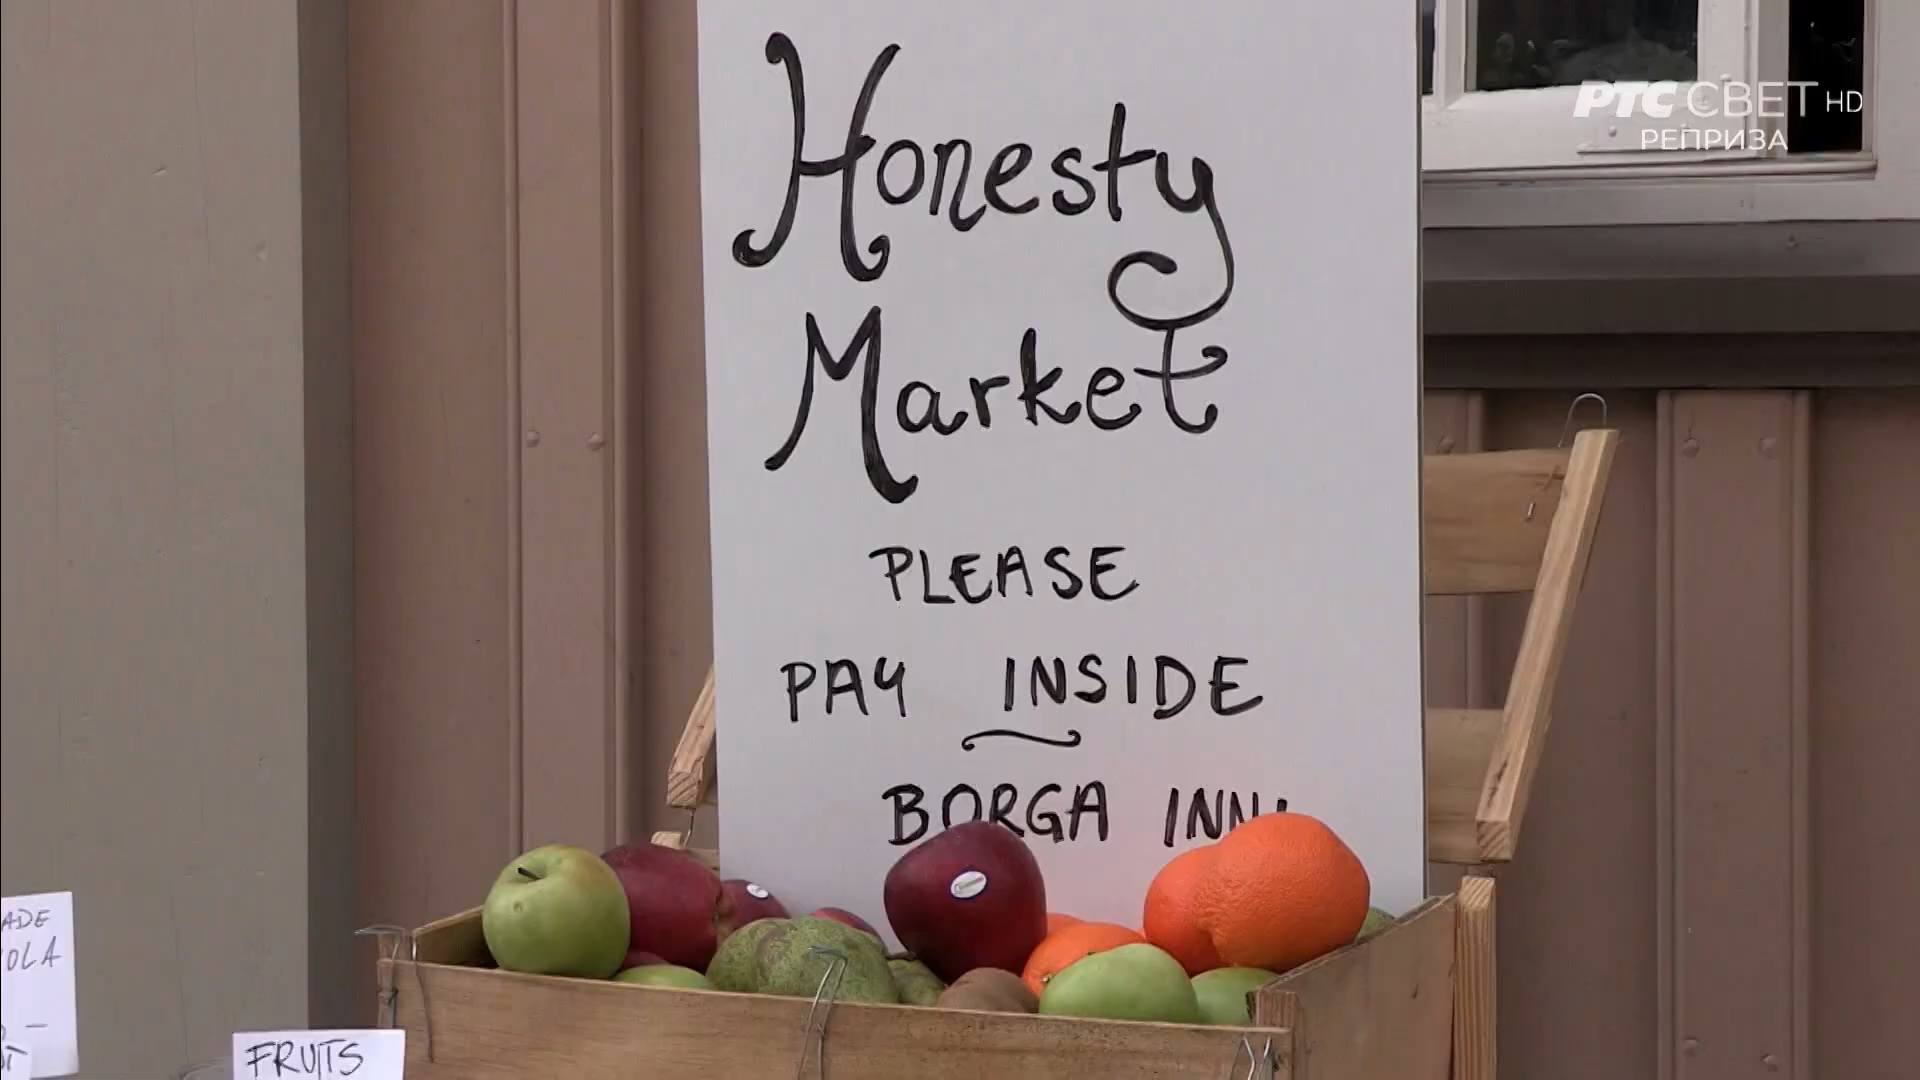 Honesty
Market
PLEASE
PAY INSIDE
BORGA INN!
РТС СВЕТ HD
РЕПРИЗА
FRUITS